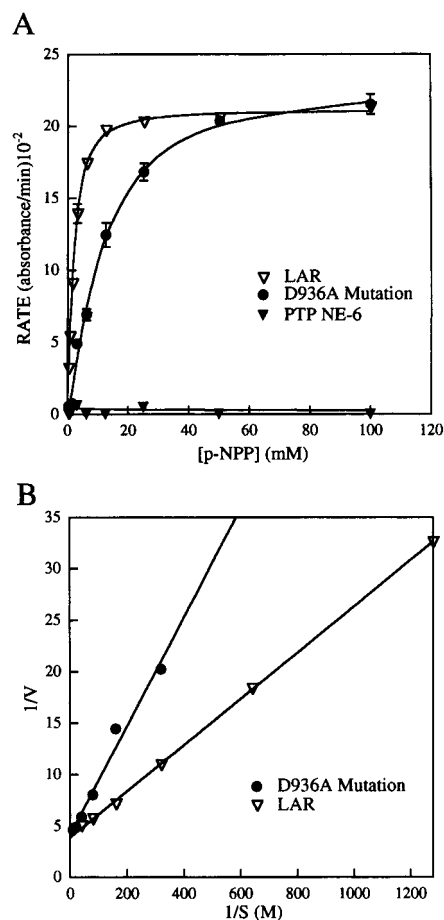 A
RATE (absorbance/min)10-2
25
20
15
10
5
0
LAR
D936A Mutation
PTP NE-6
0 20 40 60 80 100
[p-NPP] (mM)
B
1/V
35
30
25
20
15
10
5
0
D936A Mutation
LAR
0 200 400 600 800 1000 1200
1/S (M)